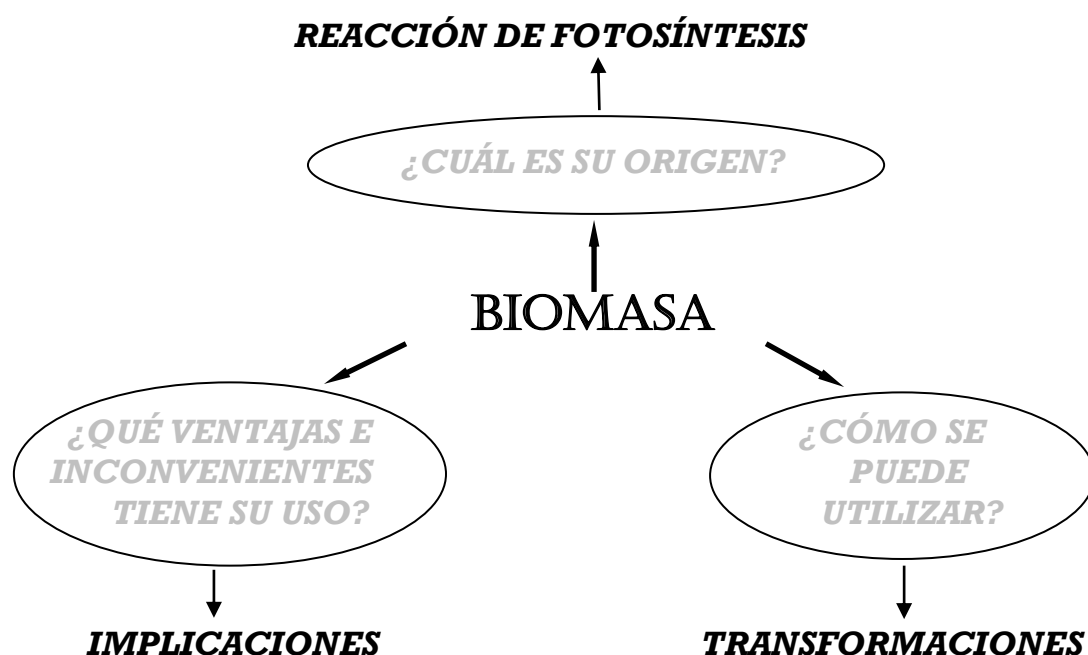 REACCIÓN DE FOTOSÍNTESIS
¿CUÁL ES SU ORIGEN?
BIOMASA
¿QUÉ VENTAJAS E
INCONVENIENTES
TIENE SU USO?
¿CÓMO SE
PUEDE
UTILIZAR?
IMPLICACIONES
TRANSFORMACIONES